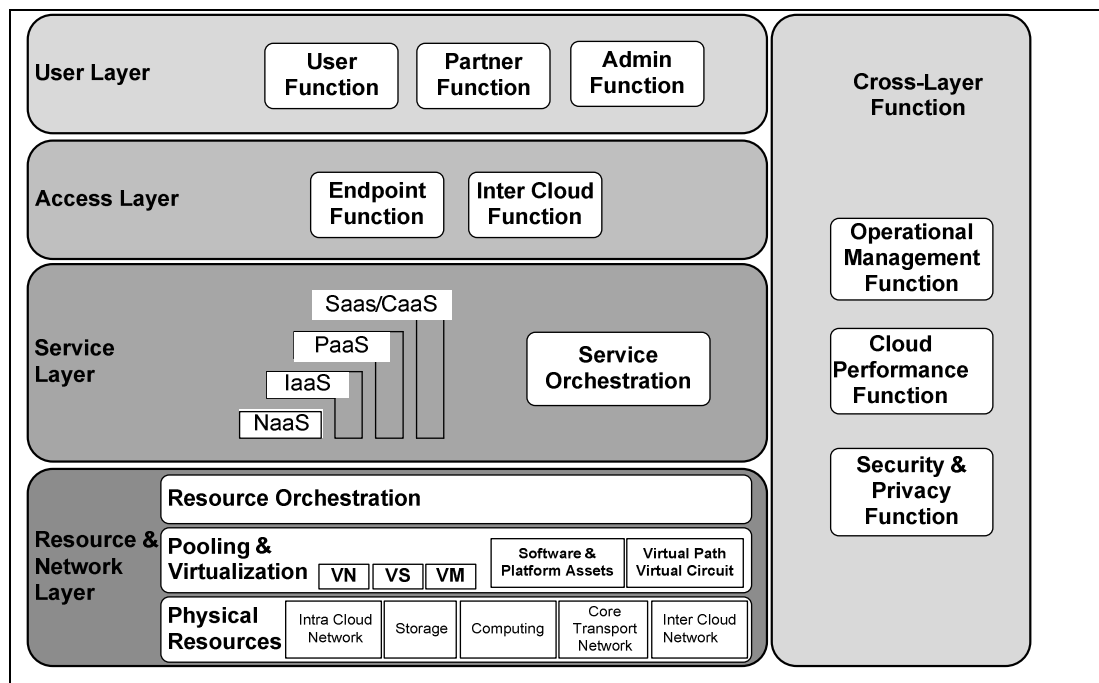 User Layer
User
Function
Partner
Function
Admin
Function
Access Layer
Endpoint
Function
Inter Cloud
Function
Service
Layer
Saas/CaaS
PaaS
IaaS
NaaS
Service
Orchestration
Resource &
Network
Layer
Resource Orchestration
Pooling &
Virtualization
VN
VS
VM
Software &
Platform Assets
Virtual Path
Virtual Circuit
Physical
Resources
Intra Cloud
Network
Storage
Computing
Core
Transport
Network
Inter Cloud
Network
Cross-Layer
Function
Operational
Management
Function
Cloud
Performance
Function
Security &
Privacy
Function